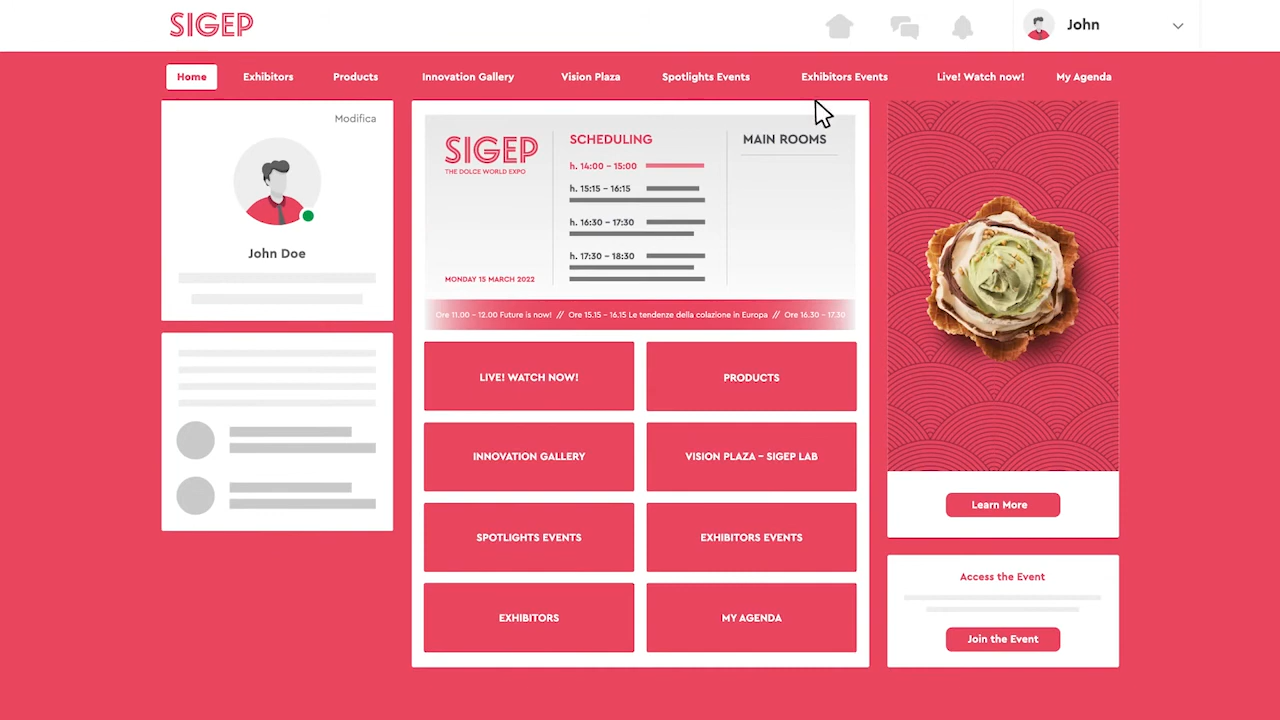 SIGEP
John
Home
Exhibitors
Products
Innovation Gallery
Vision Plaza
Spotlights Events
Exhibitors Events
Live! Watch now!
My Agenda
Modifica
John Doe
SIGEP
THE DOLCE WORLD EXPO
MONDAY 15 MARCH 2022
SCHEDULING
h. 14:00 – 15:00
h. 15:15 – 16:15
h. 16:30 – 17:30
h. 17:30 – 18:30
MAIN ROOMS
Ore 11.00 – 12.00 Future is now! // Ore 15.15 – 16.15 Le tendenze della colazione in Europa // Ore 16.30 – 17.30
LIVE! WATCH NOW!
PRODUCTS
INNOVATION GALLERY
VISION PLAZA – SIGEP LAB
SPOTLIGHTS EVENTS
EXHIBITORS EVENTS
EXHIBITORS
MY AGENDA
Learn More
Access the Event
Join the Event